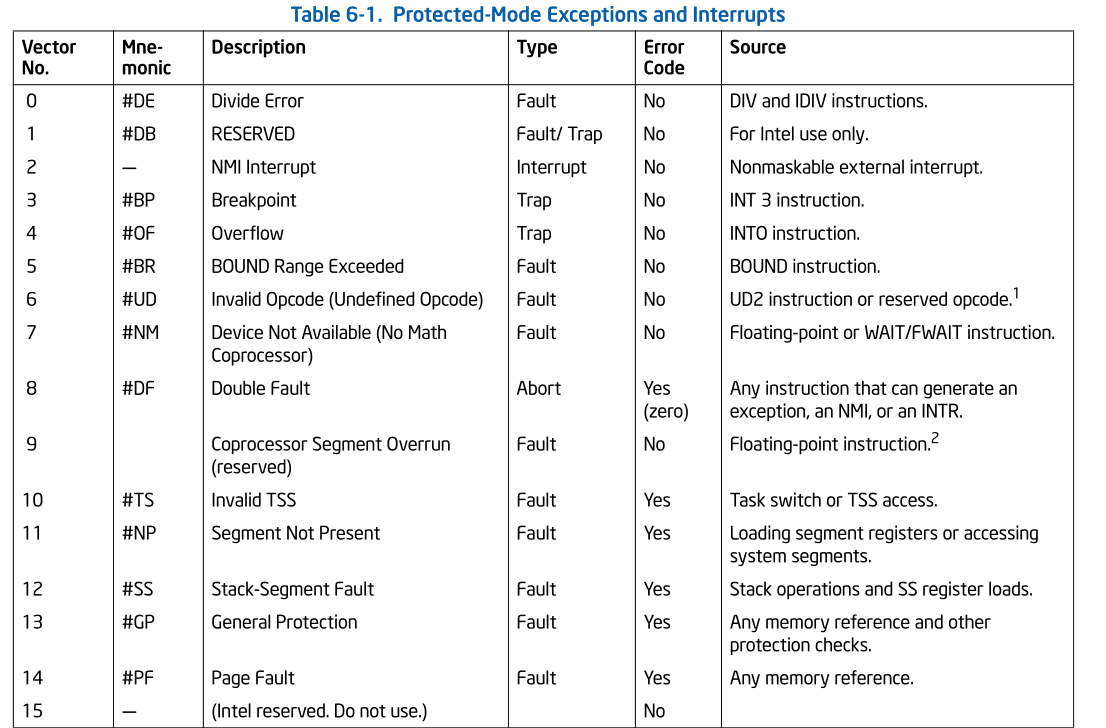 Table 6-1. Protected-Mode Exceptions and Interrupts
Vector No. Mne-monic Description Type Error Code Source
0 #DE Divide Error Fault No DIV and IDIV instructions.
1 #DB RESERVED Fault/ Trap No For Intel use only.
2 — NMI Interrupt Interrupt No Nonmaskable external interrupt.
3 #BP Breakpoint Trap No INT 3 instruction.
4 #OF Overflow Trap No INTO instruction.
5 #BR BOUND Range Exceeded Fault No BOUND instruction.
6 #UD Invalid Opcode (Undefined Opcode) Fault No UD2 instruction or reserved opcode.1
7 #NM Device Not Available (No Math Coprocessor) Fault No Floating-point or WAIT/FWAIT instruction.
8 #DF Double Fault Abort Yes (zero) Any instruction that can generate an exception, an NMI, or an INTR.
9 Coprocessor Segment Overrun (reserved) Fault No Floating-point instruction.2
10 #TS Invalid TSS Fault Yes Task switch or TSS access.
11 #NP Segment Not Present Fault Yes Loading segment registers or accessing system segments.
12 #SS Stack-Segment Fault Fault Yes Stack operations and SS register loads.
13 #GP General Protection Fault Yes Any memory reference and other protection checks.
14 #PF Page Fault Fault Yes Any memory reference.
15 — (Intel reserved. Do not use.) No